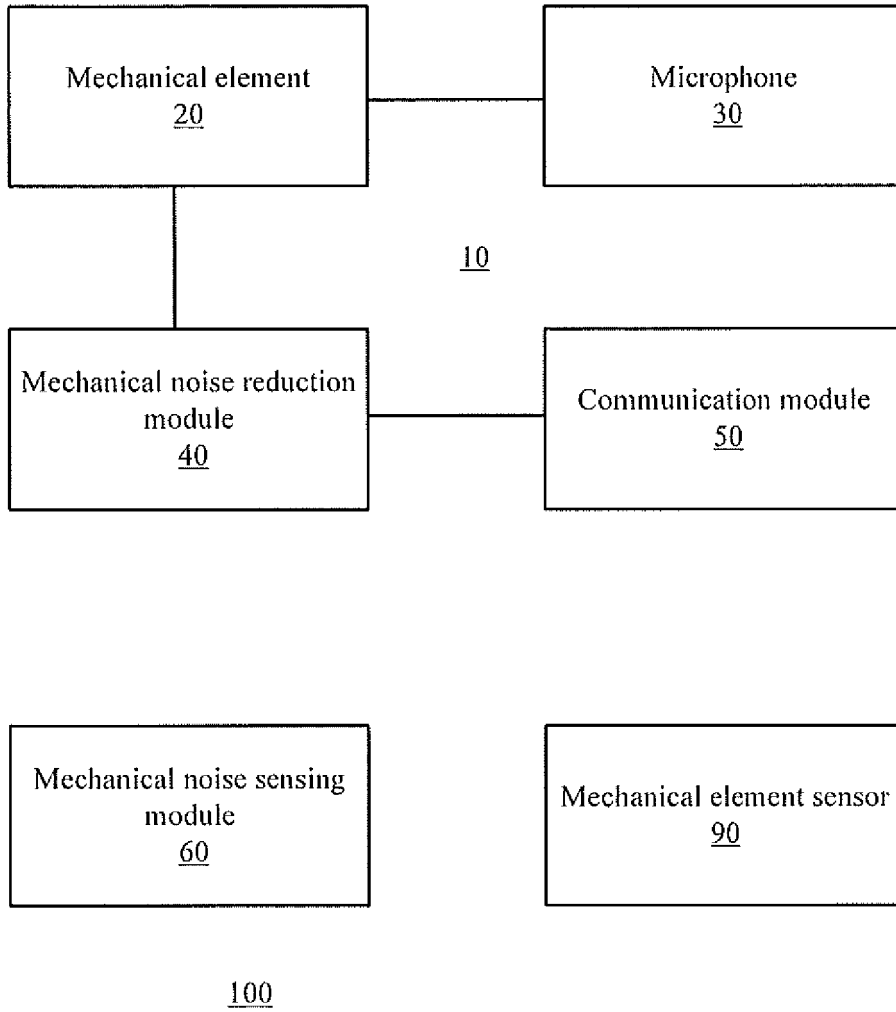 Mechanical element
20
Microphone
30
10
Mechanical noise reduction
module
40
Communication module
50
Mechanical noise sensing
module
60
Mechanical element sensor
90
100